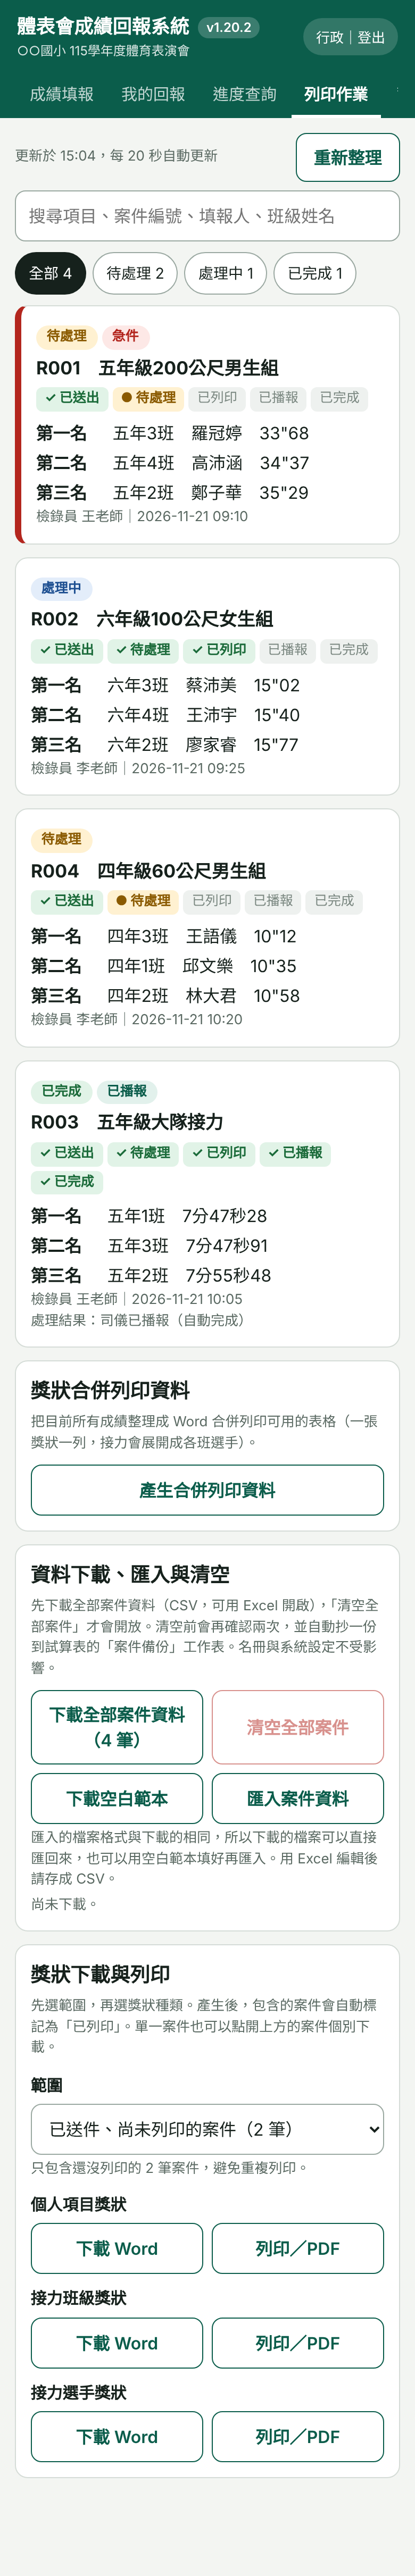 體表會成績回報系統 v1.20.2
○○國小 115學年度體育表演會
行政｜登出
成績填報 我的回報 進度查詢 列印作業
更新於 15:04，每 20 秒自動更新
重新整理
搜尋項目、案件編號、填報人、班級姓名
全部 4 待處理 2 處理中 1 已完成 1
待處理 急件
R001 五年級200公尺男生組
✓ 已送出 ● 待處理 已列印 已播報 已完成
第一名 五年3班 羅冠婷 33"68
第二名 五年4班 高沛涵 34"37
第三名 五年2班 鄭子華 35"29
檢錄員 王老師｜2026-11-21 09:10
處理中
R002 六年級100公尺女生組
✓ 已送出 ✓ 待處理 ✓ 已列印 已播報 已完成
第一名 六年3班 蔡沛美 15"02
第二名 六年4班 王沛宇 15"40
第三名 六年2班 廖家睿 15"77
檢錄員 李老師｜2026-11-21 09:25
待處理
R004 四年級60公尺男生組
✓ 已送出 ● 待處理 已列印 已播報 已完成
第一名 四年3班 王語儀 10"12
第二名 四年1班 邱文樂 10"35
第三名 四年2班 林大君 10"58
檢錄員 李老師｜2026-11-21 10:20
已完成 已播報
R003 五年級大隊接力
✓ 已送出 ✓ 待處理 ✓ 已列印 ✓ 已播報
✓ 已完成
第一名 五年1班 7分47秒28
第二名 五年3班 7分47秒91
第三名 五年2班 7分55秒48
檢錄員 王老師｜2026-11-21 10:05
處理結果：司儀已播報（自動完成）
獎狀合併列印資料
把目前所有成績整理成 Word 合併列印可用的表格（一張
獎狀一列，接力會展開成各班選手）。
產生合併列印資料
資料下載、匯入與清空
先下載全部案件資料（CSV，可用 Excel 開啟），「清空全
部案件」才會開放。清空前會再確認兩次，並自動抄一份
到試算表的「案件備份」工作表。名冊與系統設定不受影
響。
下載全部案件資料
（4 筆）
清空全部案件
下載空白範本 匯入案件資料
匯入的檔案格式與下載的相同，所以下載的檔案可以直接
匯回來，也可以用空白範本填好再匯入。用 Excel 編輯後
請存成 CSV。
尚未下載。
獎狀下載與列印
先選範圍，再選獎狀種類。產生後，包含的案件會自動標
記為「已列印」。單一案件也可以點開上方的案件個別下
載。
範圍
已送件、尚未列印的案件（2 筆）
只包含還沒列印的 2 筆案件，避免重複列印。
個人項目獎狀
下載 Word 列印／PDF
接力班級獎狀
下載 Word 列印／PDF
接力選手獎狀
下載 Word 列印／PDF